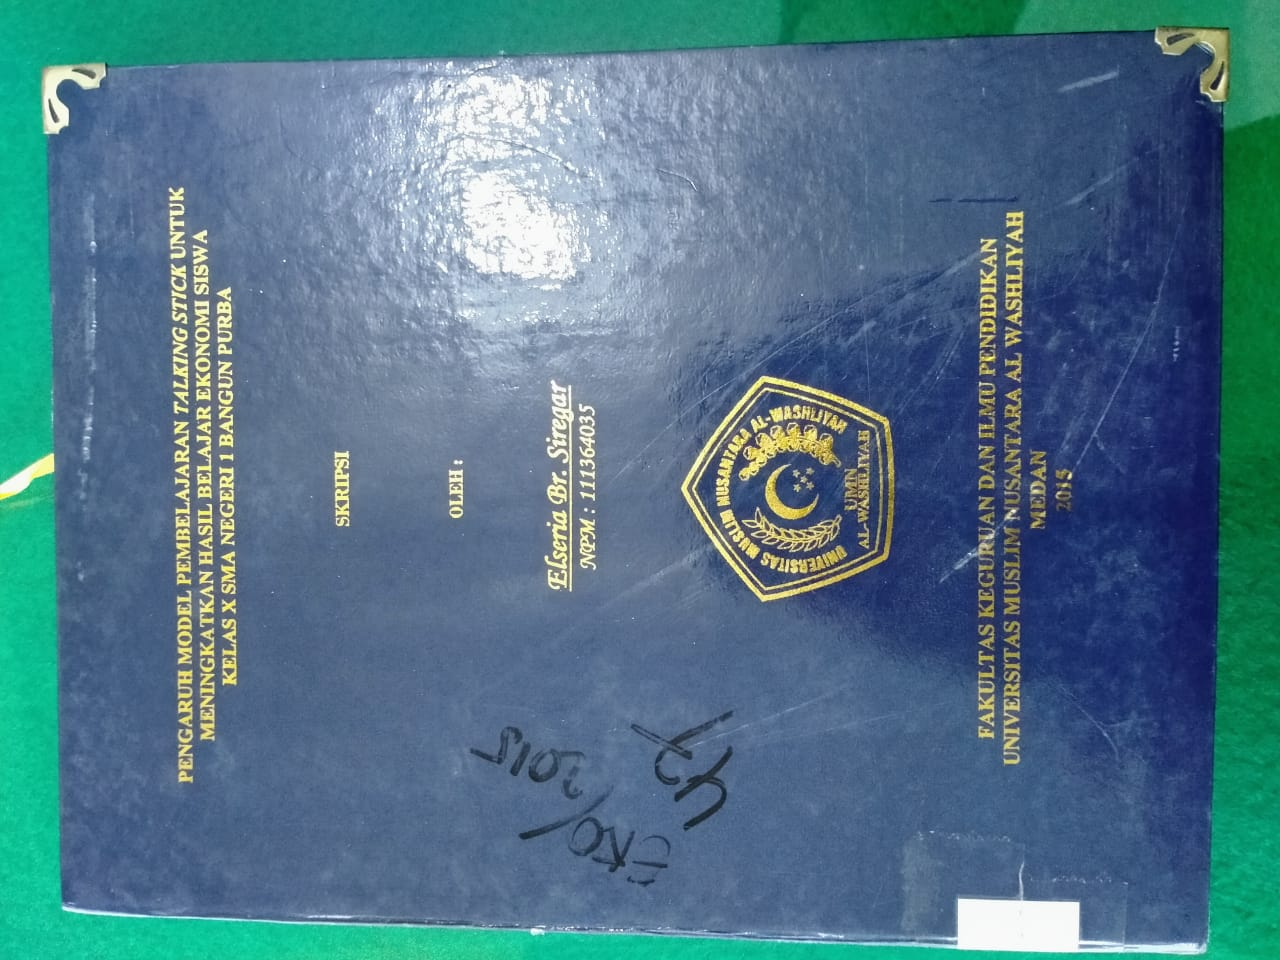 PENGARUH MODEL PEMBELAJARAN TALKING STICK UNTUK
MENINGKATKAN HASIL BELAJAR EKONOMI SISWA
KELAS X SMA NEGERI 1 BANGUN PURBA
SKRIPSI
OLEH :
Elseria Br. Siregar
NPM : 111364035
UNIVERSITAS MUSLIM NUSANTARA AL-WASHLIYAH
UMN
AL-WASHLIYAH
FAKULTAS KEGURUAN DAN ILMU PENDIDIKAN
UNIVERSITAS MUSLIM NUSANTARA AL WASHLIYAH
MEDAN
2015
EKO/2015